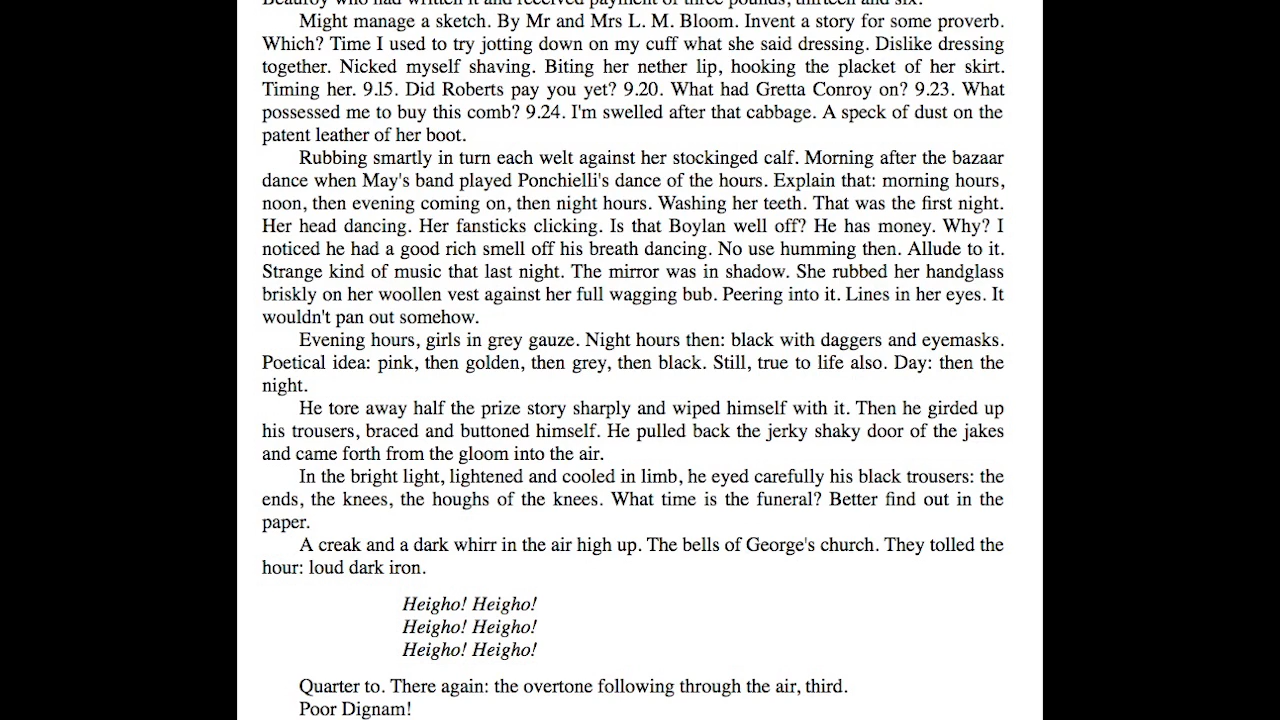 Beaufoy who had written it and received payment of three pounds, thirteen and six.
Might manage a sketch. By Mr and Mrs L. M. Bloom. Invent a story for some proverb.
Which? Time I used to try jotting down on my cuff what she said dressing. Dislike dressing
together. Nicked myself shaving. Biting her nether lip, hooking the placket of her skirt.
Timing her. 9.l5. Did Roberts pay you yet? 9.20. What had Gretta Conroy on? 9.23. What
possessed me to buy this comb? 9.24. I'm swelled after that cabbage. A speck of dust on the
patent leather of her boot.
Rubbing smartly in turn each welt against her stockinged calf. Morning after the bazaar
dance when May's band played Ponchielli's dance of the hours. Explain that: morning hours,
noon, then evening coming on, then night hours. Washing her teeth. That was the first night.
Her head dancing. Her fansticks clicking. Is that Boylan well off? He has money. Why? I
noticed he had a good rich smell off his breath dancing. No use humming then. Allude to it.
Strange kind of music that last night. The mirror was in shadow. She rubbed her handglass
briskly on her woollen vest against her full wagging bub. Peering into it. Lines in her eyes. It
wouldn't pan out somehow.
Evening hours, girls in grey gauze. Night hours then: black with daggers and eyemasks.
Poetical idea: pink, then golden, then grey, then black. Still, true to life also. Day: then the
night.
He tore away half the prize story sharply and wiped himself with it. Then he girded up
his trousers, braced and buttoned himself. He pulled back the jerky shaky door of the jakes
and came forth from the gloom into the air.
In the bright light, lightened and cooled in limb, he eyed carefully his black trousers: the
ends, the knees, the houghs of the knees. What time is the funeral? Better find out in the
paper.
A creak and a dark whirr in the air high up. The bells of George's church. They tolled the
hour: loud dark iron.
Heigho! Heigho!
Heigho! Heigho!
Heigho! Heigho!
Quarter to. There again: the overtone following through the air, third.
Poor Dignam!